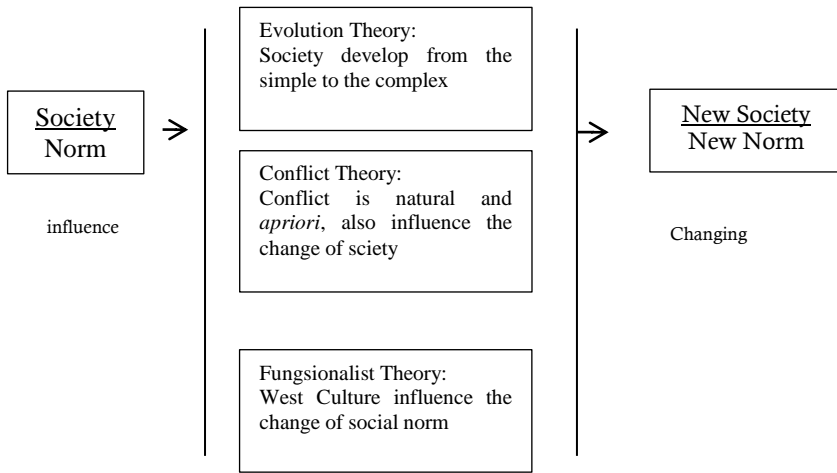 Society
Norm
influence
Evolution Theory:
Society develop from the
simple to the complex
Conflict Theory:
Conflict is natural and
apriori, also influence the
change of sciety
Fungsionalist Theory:
West Culture influence the
change of social norm
New Society
New Norm
Changing